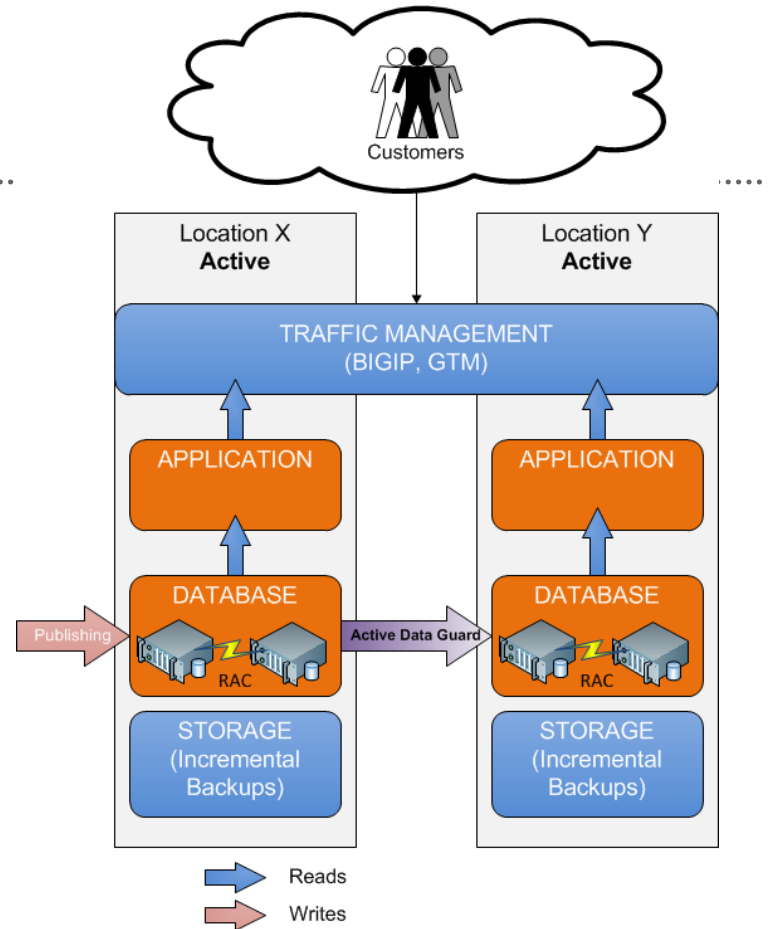 Customers
Location X
Active
Location Y
Active
TRAFFIC MANAGEMENT
(BIGIP, GTM)
APPLICATION
APPLICATION
Publishing
DATABASE
RAC
Active Data Guard
DATABASE
RAC
STORAGE
(Incremental
Backups)
STORAGE
(Incremental
Backups)
Reads
Writes